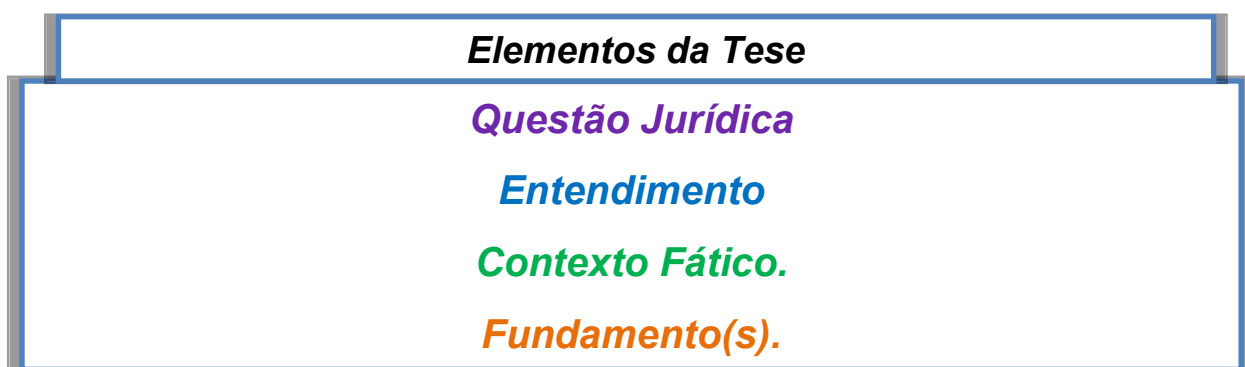 Elementos da Tese
Questão Jurídica
Entendimento
Contexto Fático.
Fundamento(s).